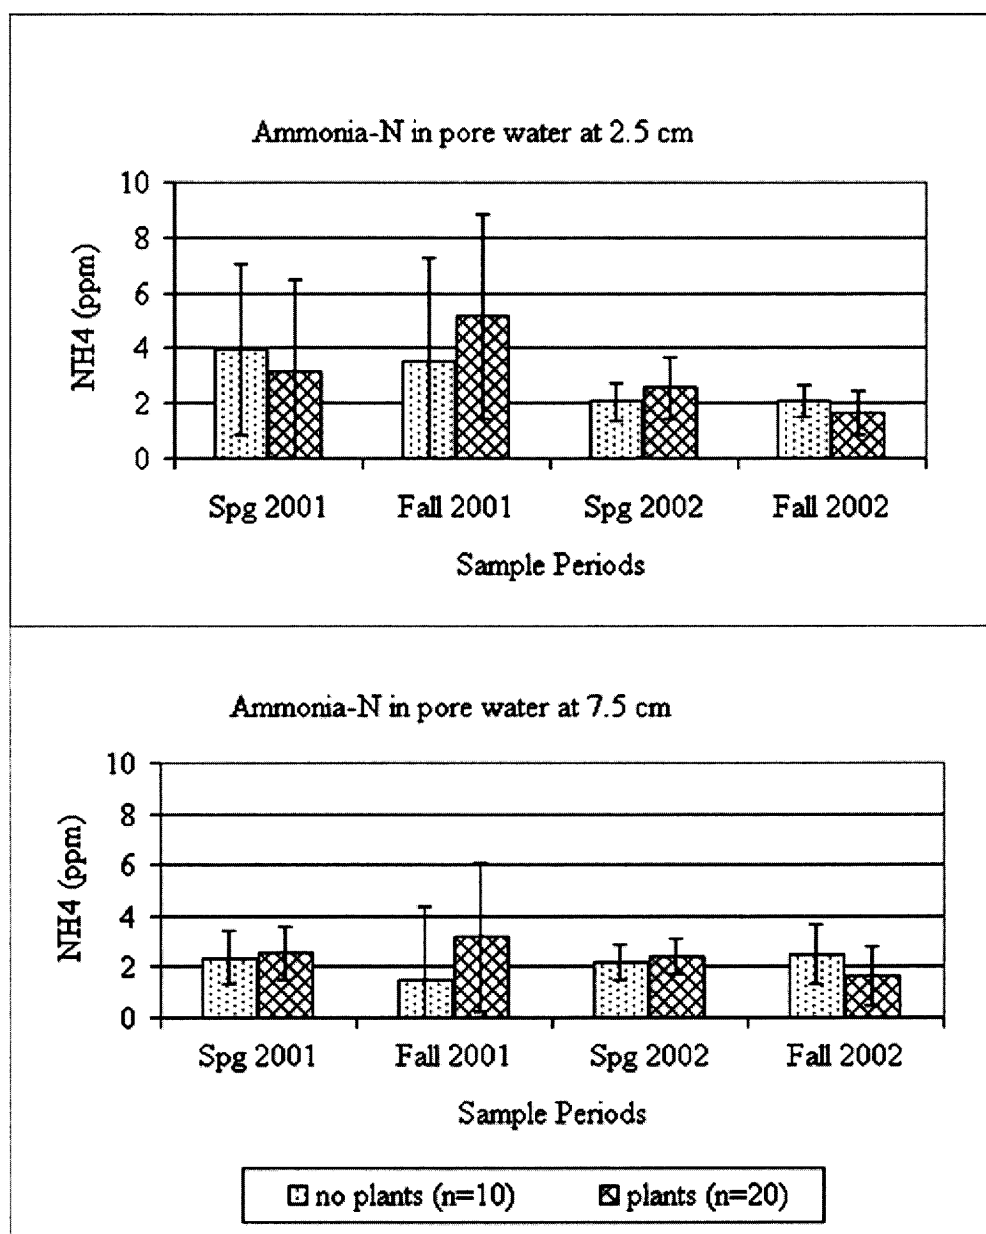 Ammonia-N in pore water at 2.5 cm
10
8
6
4
2
0
NH4 (ppm)
Spg 2001 Fall 2001 Spg 2002 Fall 2002
Sample Periods
Ammonia-N in pore water at 7.5 cm
10
8
6
4
2
0
NH4 (ppm)
Spg 2001 Fall 2001 Spg 2002 Fall 2002
Sample Periods
no plants (n=10) plants (n=20)